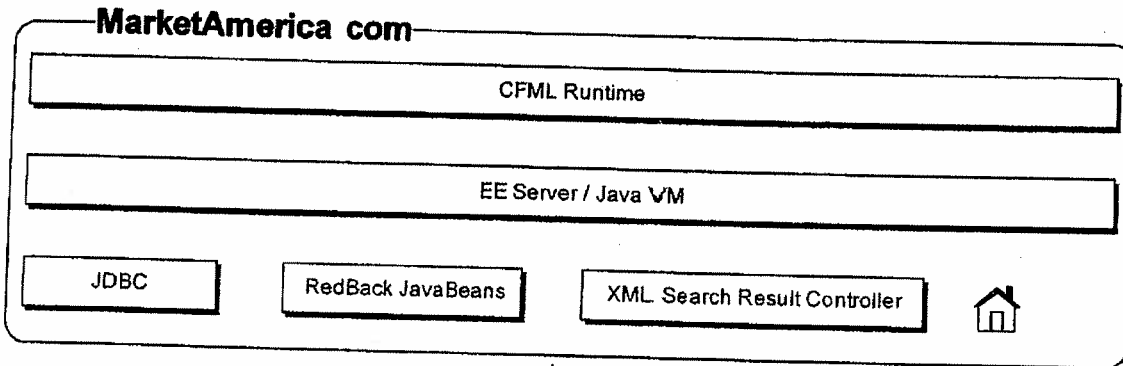 MarketAmerica com
CFML Runtime
EE Server / Java VM
JDBC
RedBack JavaBeans
XML Search Result Controller